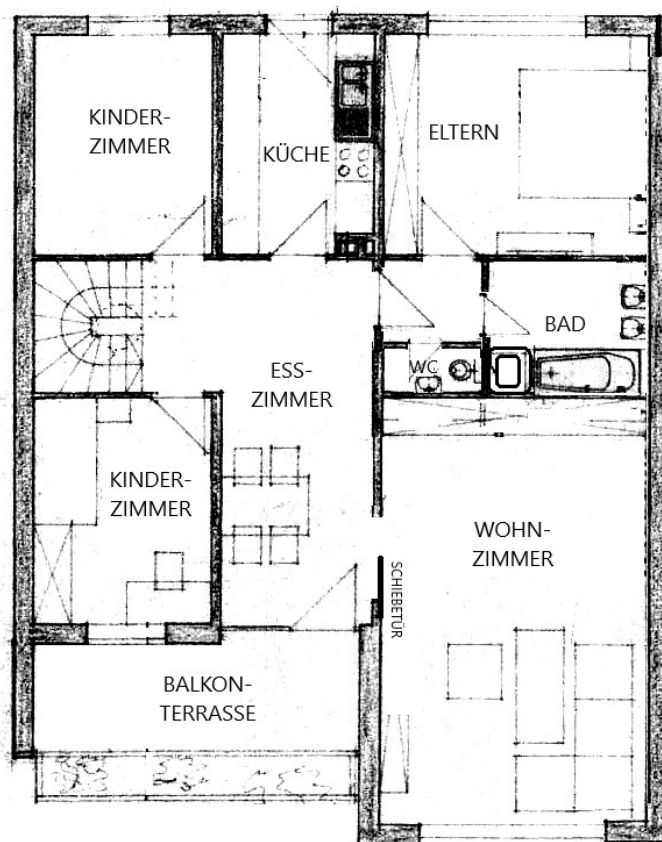 KINDER-
ZIMMER
KÜCHE
ELTERN
BAD
WC
ESS-
ZIMMER
KINDER-
ZIMMER
WOHN-
ZIMMER
SCHIEBETÜR
BALKON-
TERRASSE